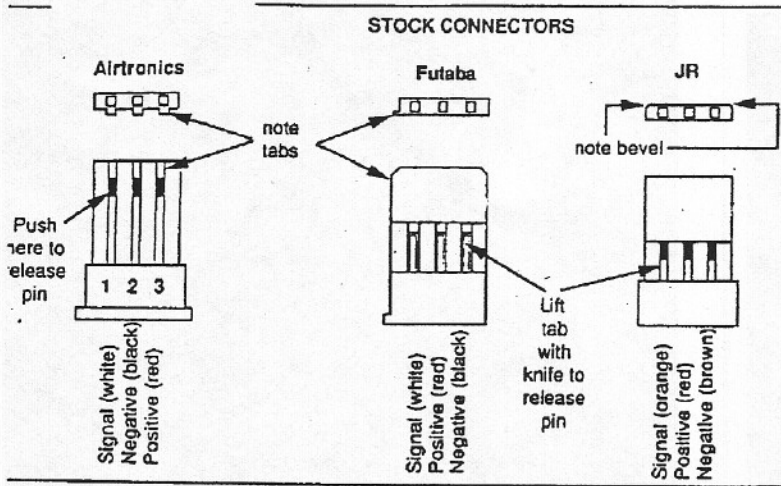 STOCK CONNECTORS
Airtronics
Futaba
JR
note
tabs
note bevel
Push
here to
release
pin
1 2 3
Lift
tab
with
knife to
release
pin
Signal (white)
Negative (black)
Positive (red)
Signal (white)
Positive (red)
Negative (black)
Signal (orange)
Positive (red)
Negative (brown)